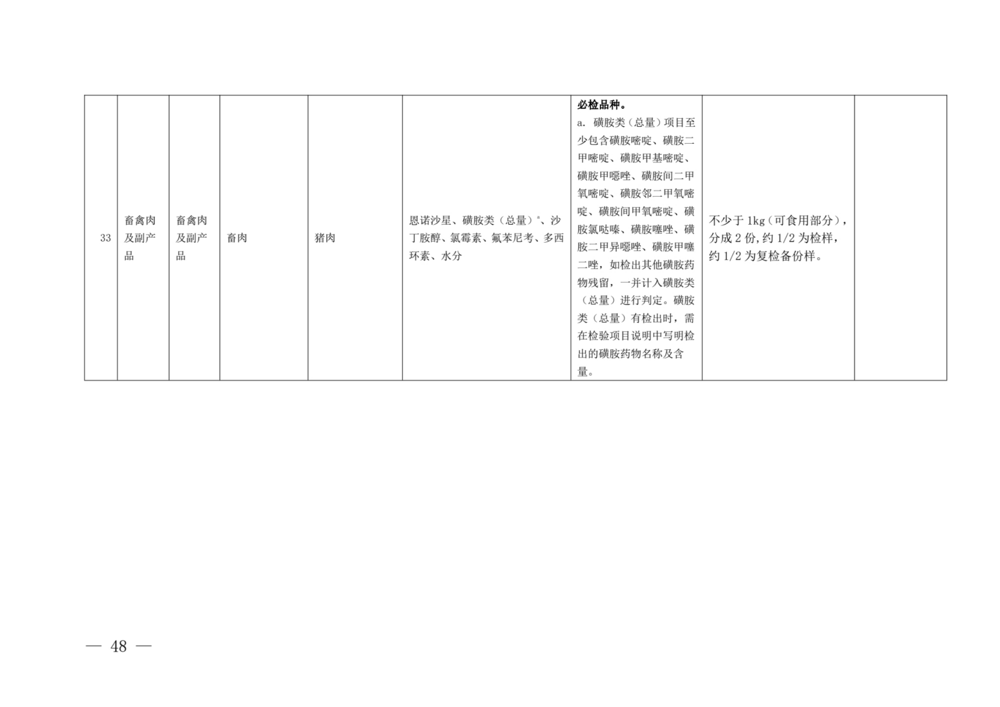 33
畜禽肉
及副产
品
畜禽肉
及副产
品
畜肉
猪肉
恩诺沙星、磺胺类（总量）ᵃ、沙
丁胺醇、氯霉素、氟苯尼考、多西
环素、水分
必检品种。
a. 磺胺类（总量）项目至
少包含磺胺嘧啶、磺胺二
甲嘧啶、磺胺甲基嘧啶、
磺胺甲噁唑、磺胺间二甲
氧嘧啶、磺胺邻二甲氧嘧
啶、磺胺间甲氧嘧啶、磺
胺氯哒嗪、磺胺噻唑、磺
胺二甲异噁唑、磺胺甲噻
二唑，如检出其他磺胺药
物残留，一并计入磺胺类
（总量）进行判定。磺胺
类（总量）有检出时，需
在检验项目说明中写明检
出的磺胺药物名称及含
量。
不少于 1kg（可食用部分），
分成 2 份,约 1/2 为检样，
约 1/2 为复检备份样。
— 48 —